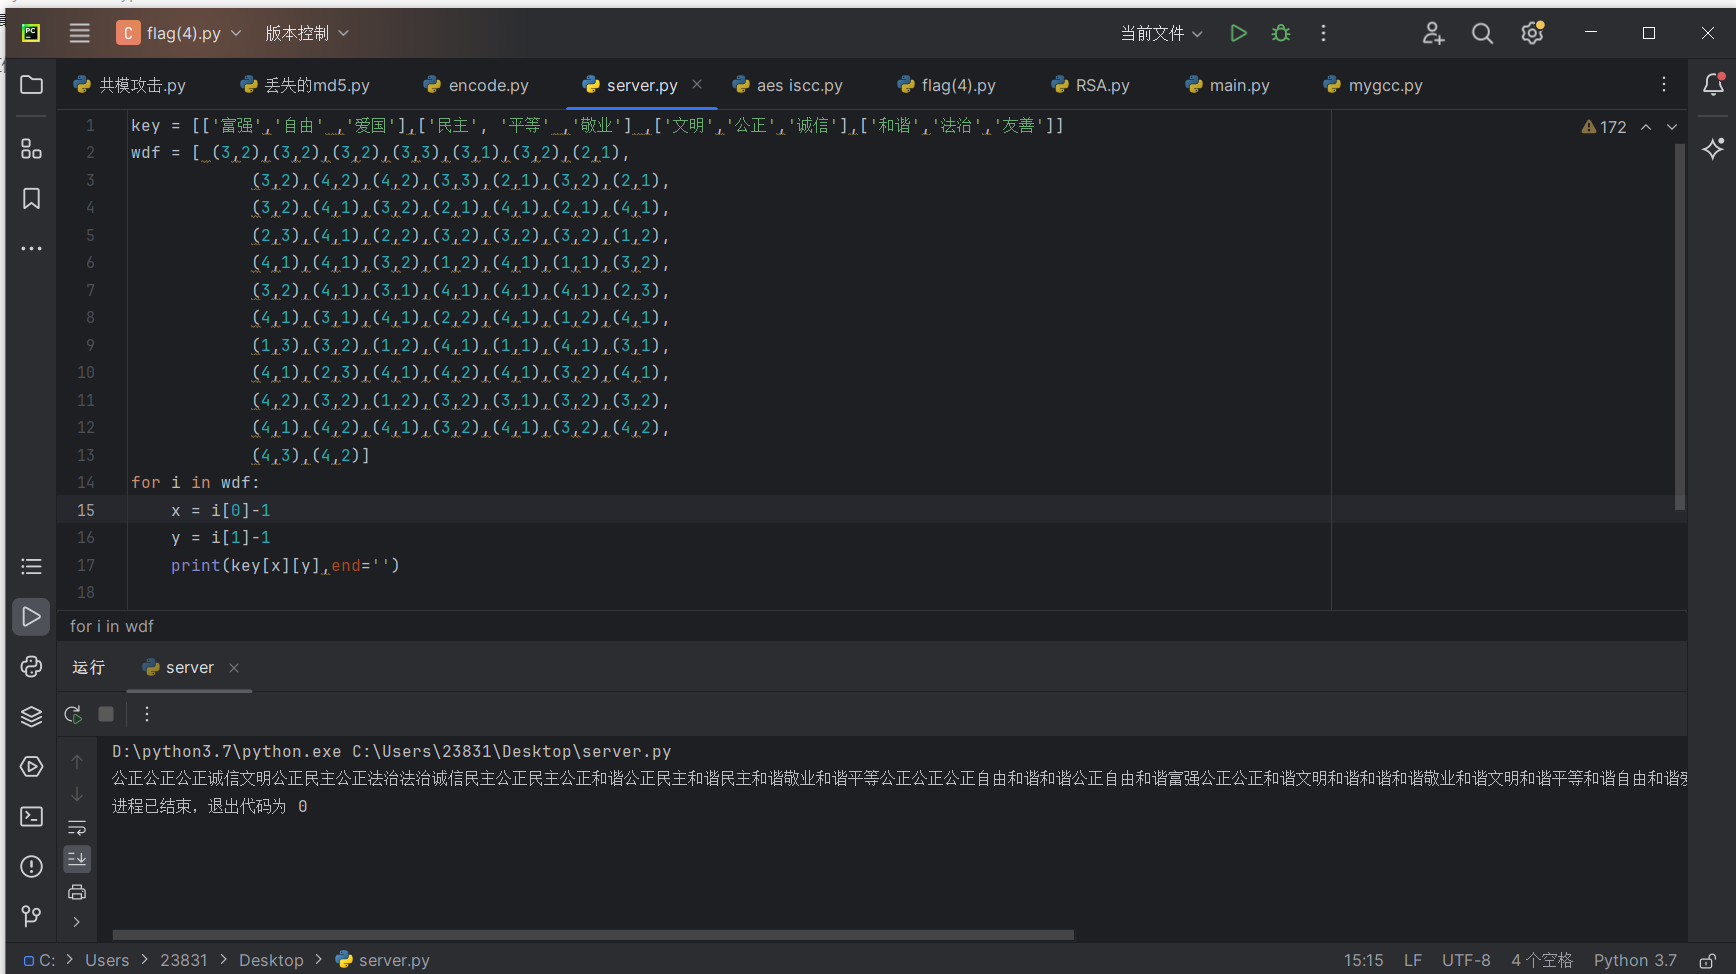 flag(4).py 版本控制 当前文件
共模攻击.py 丢失的md5.py encode.py server.py aes iscc.py flag(4).py RSA.py main.py mygcc.py
1 key = [['富强','自由' ,'爱国'],['民主', '平等' ,'敬业'] ,['文明','公正','诚信'],['和谐','法治','友善']] 172
2 wdf = [ (3,2),(3,2),(3,2),(3,3),(3,1),(3,2),(2,1),
3 (3,2),(4,2),(4,2),(3,3),(2,1),(3,2),(2,1),
4 (3,2),(4,1),(3,2),(2,1),(4,1),(2,1),(4,1),
5 (2,3),(4,1),(2,2),(3,2),(3,2),(3,2),(1,2),
6 (4,1),(4,1),(3,2),(1,2),(4,1),(1,1),(3,2),
7 (3,2),(4,1),(3,1),(4,1),(4,1),(4,1),(2,3),
8 (4,1),(3,1),(4,1),(2,2),(4,1),(1,2),(4,1),
9 (1,3),(3,2),(1,2),(4,1),(1,1),(4,1),(3,1),
10 (4,1),(2,3),(4,1),(4,2),(4,1),(3,2),(4,1),
11 (4,2),(3,2),(1,2),(3,2),(3,1),(3,2),(3,2),
12 (4,1),(4,2),(4,1),(3,2),(4,1),(3,2),(4,2),
13 (4,3),(4,2)]
14 for i in wdf:
15 x = i[0]-1
16 y = i[1]-1
17 print(key[x][y],end='')
18
for i in wdf
运行 server
D:\python3.7\python.exe C:\Users\23831\Desktop\server.py
公正公正公正诚信文明公正民主公正法治法治诚信民主公正民主公正和谐公正民主和谐民主和谐敬业和谐平等公正公正公正自由和谐和谐公正自由和谐富强公正公正和谐文明和谐和谐和谐敬业和谐文明和谐平等和谐自由和谐
进程已结束，退出代码为 0
C: Users 23831 Desktop server.py 15:15 LF UTF-8 4 个空格 Python 3.7